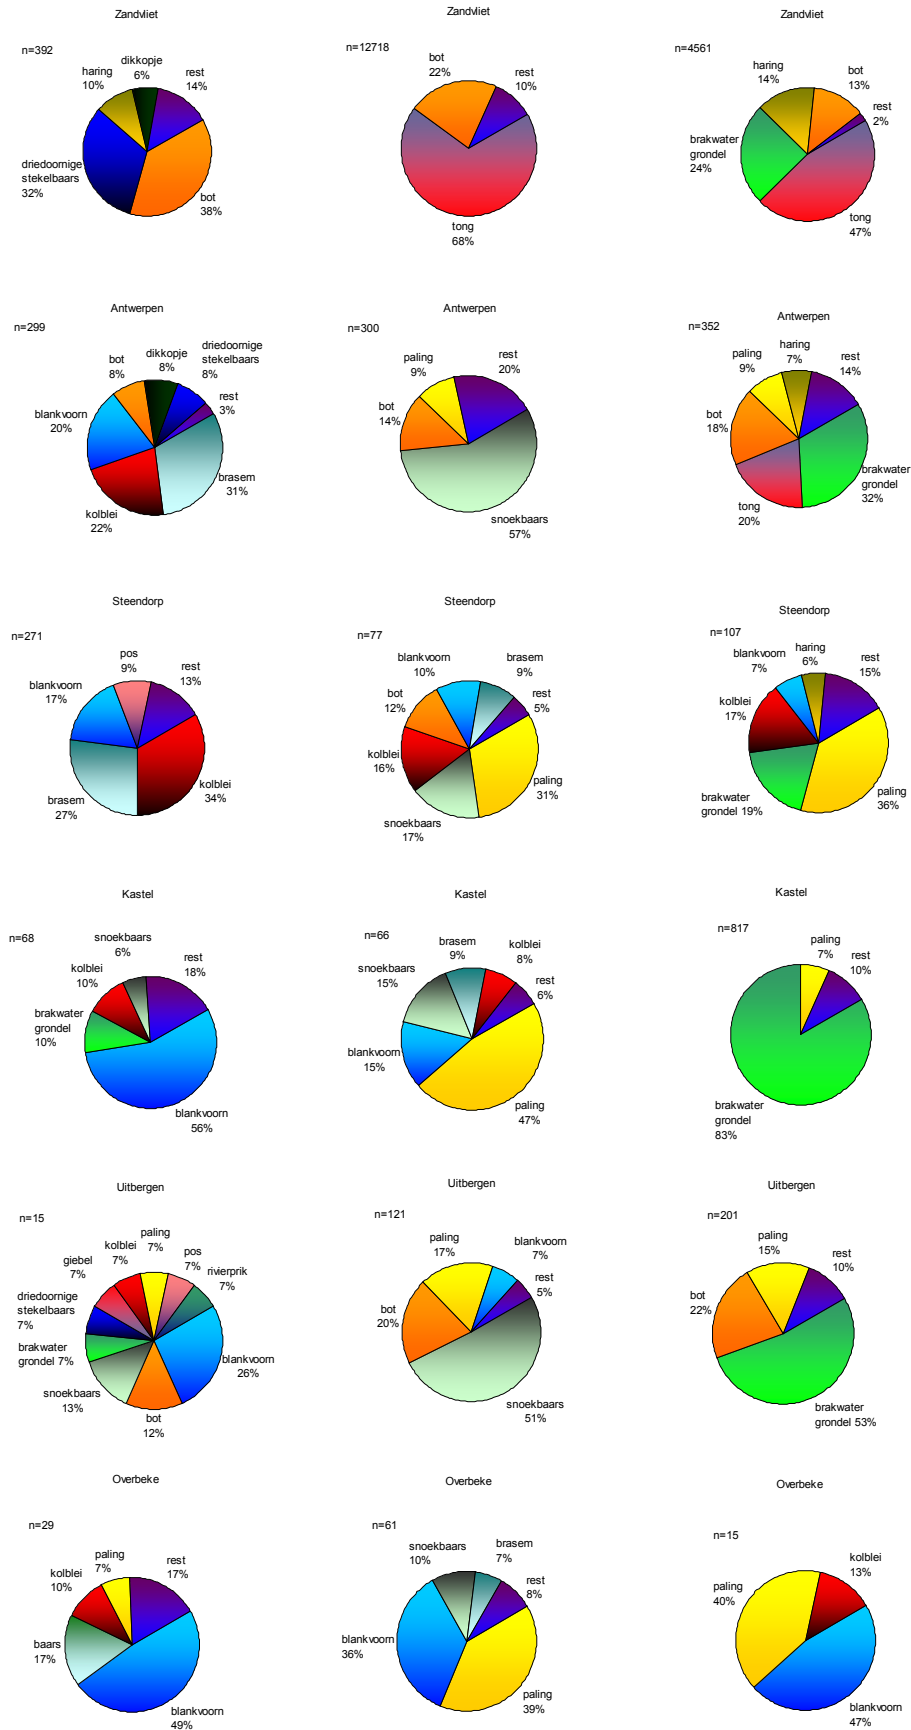 Zandvliet
n=392
dikkopje
6%
haring
10%
rest
14%
driedoornige
stekelbaars
32%
bot
38%
Zandvliet
n=12718
bot
22%
rest
10%
tong
68%
Zandvliet
n=4561
haring
14%
bot
13%
rest
2%
brakwater
grondel
24%
tong
47%
Antwerpen
n=299
bot
8%
dikkopje
8%
driedoornige
stekelbaars
8%
rest
3%
blankvoorn
20%
brasem
31%
kolblei
22%
Antwerpen
n=300
paling
9%
rest
20%
bot
14%
snoekbaars
57%
Antwerpen
n=352
paling
9%
haring
7%
rest
14%
bot
18%
brakwater
grondel
32%
tong
20%
Steendorp
n=271
pos
9%
rest
13%
blankvoorn
17%
brasem
27%
kolblei
34%
Steendorp
n=77
blankvoorn
10%
brasem
9%
bot
12%
rest
5%
kolblei
16%
paling
31%
snoekbaars
17%
Steendorp
n=107
blankvoorn
7%
haring
6%
rest
15%
kolblei
17%
brakwater
grondel 19%
paling
36%
Kastel
n=68
snoekbaars
6%
rest
18%
kolblei
10%
brakwater
grondel
10%
blankvoorn
56%
Kastel
n=66
brasem
9%
kolblei
8%
snoekbaars
15%
rest
6%
blankvoorn
15%
paling
47%
Kastel
n=817
paling
7%
rest
10%
brakwater
grondel
83%
Uitbergen
n=15
paling
7%
kolblei
7%
pos
7%
giebel
7%
rivierprik
7%
driedoornige
stekelbaars
7%
brakwater
grondel 7%
blankvoorn
26%
snoekbaars
13%
bot
12%
Uitbergen
n=121
paling
17%
blankvoorn
7%
rest
5%
bot
20%
snoekbaars
51%
Uitbergen
n=201
paling
15%
rest
10%
bot
22%
brakwater
grondel 53%
Overbeke
n=29
paling
7%
rest
17%
kolblei
10%
baars
17%
blankvoorn
49%
Overbeke
n=61
snoekbaars
10%
brasem
7%
rest
8%
blankvoorn
36%
paling
39%
Overbeke
n=15
kolblei
13%
paling
40%
blankvoorn
47%